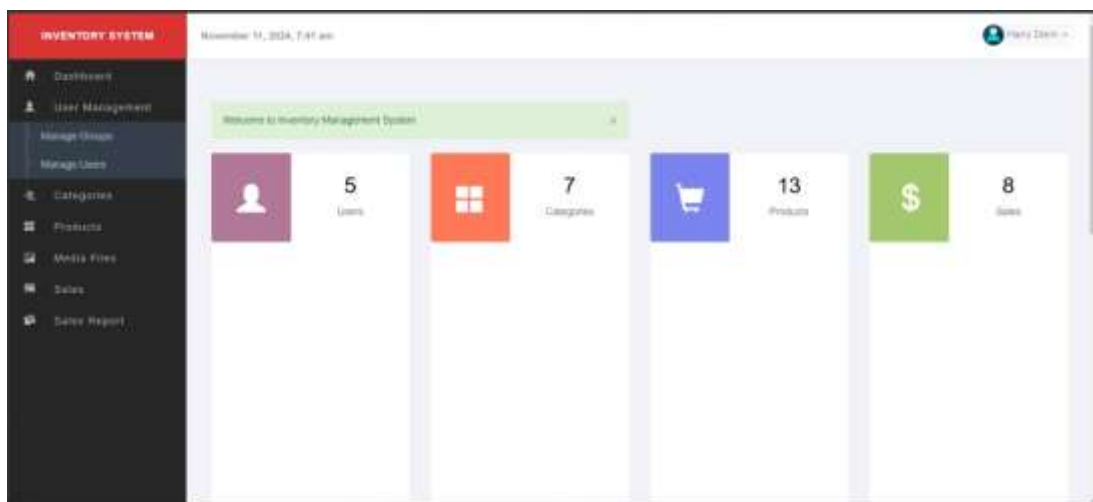 INVENTORY SYSTEM
November 11, 2024, 7:41 am
Harry
Dashboard
User Management
Manage Groups
Manage Users
Categories
Products
Media Files
Sales
Sales Report
Welcome to Inventory Management System
×
5
Users
7
Categories
13
Products
$
8
Sales